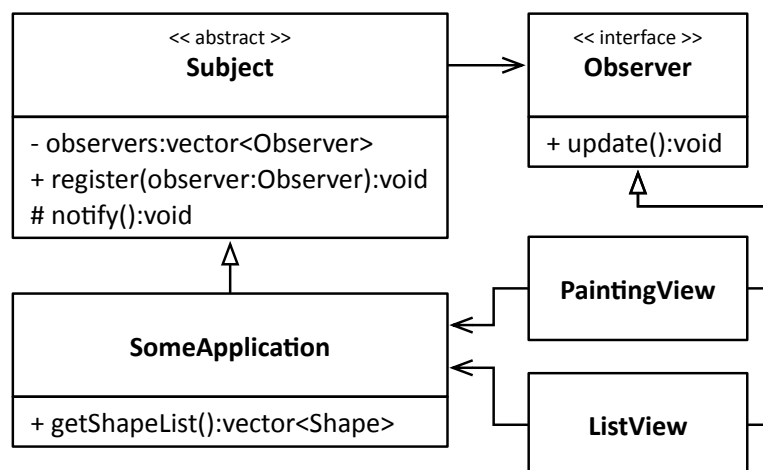 << abstract >>
Subject
- observers:vector<Observer>
+ register(observer:Observer):void
# notify():void
<< interface >>
Observer
+ update():void
SomeApplication
+ getShapeList():vector<Shape>
PaintingView
ListView